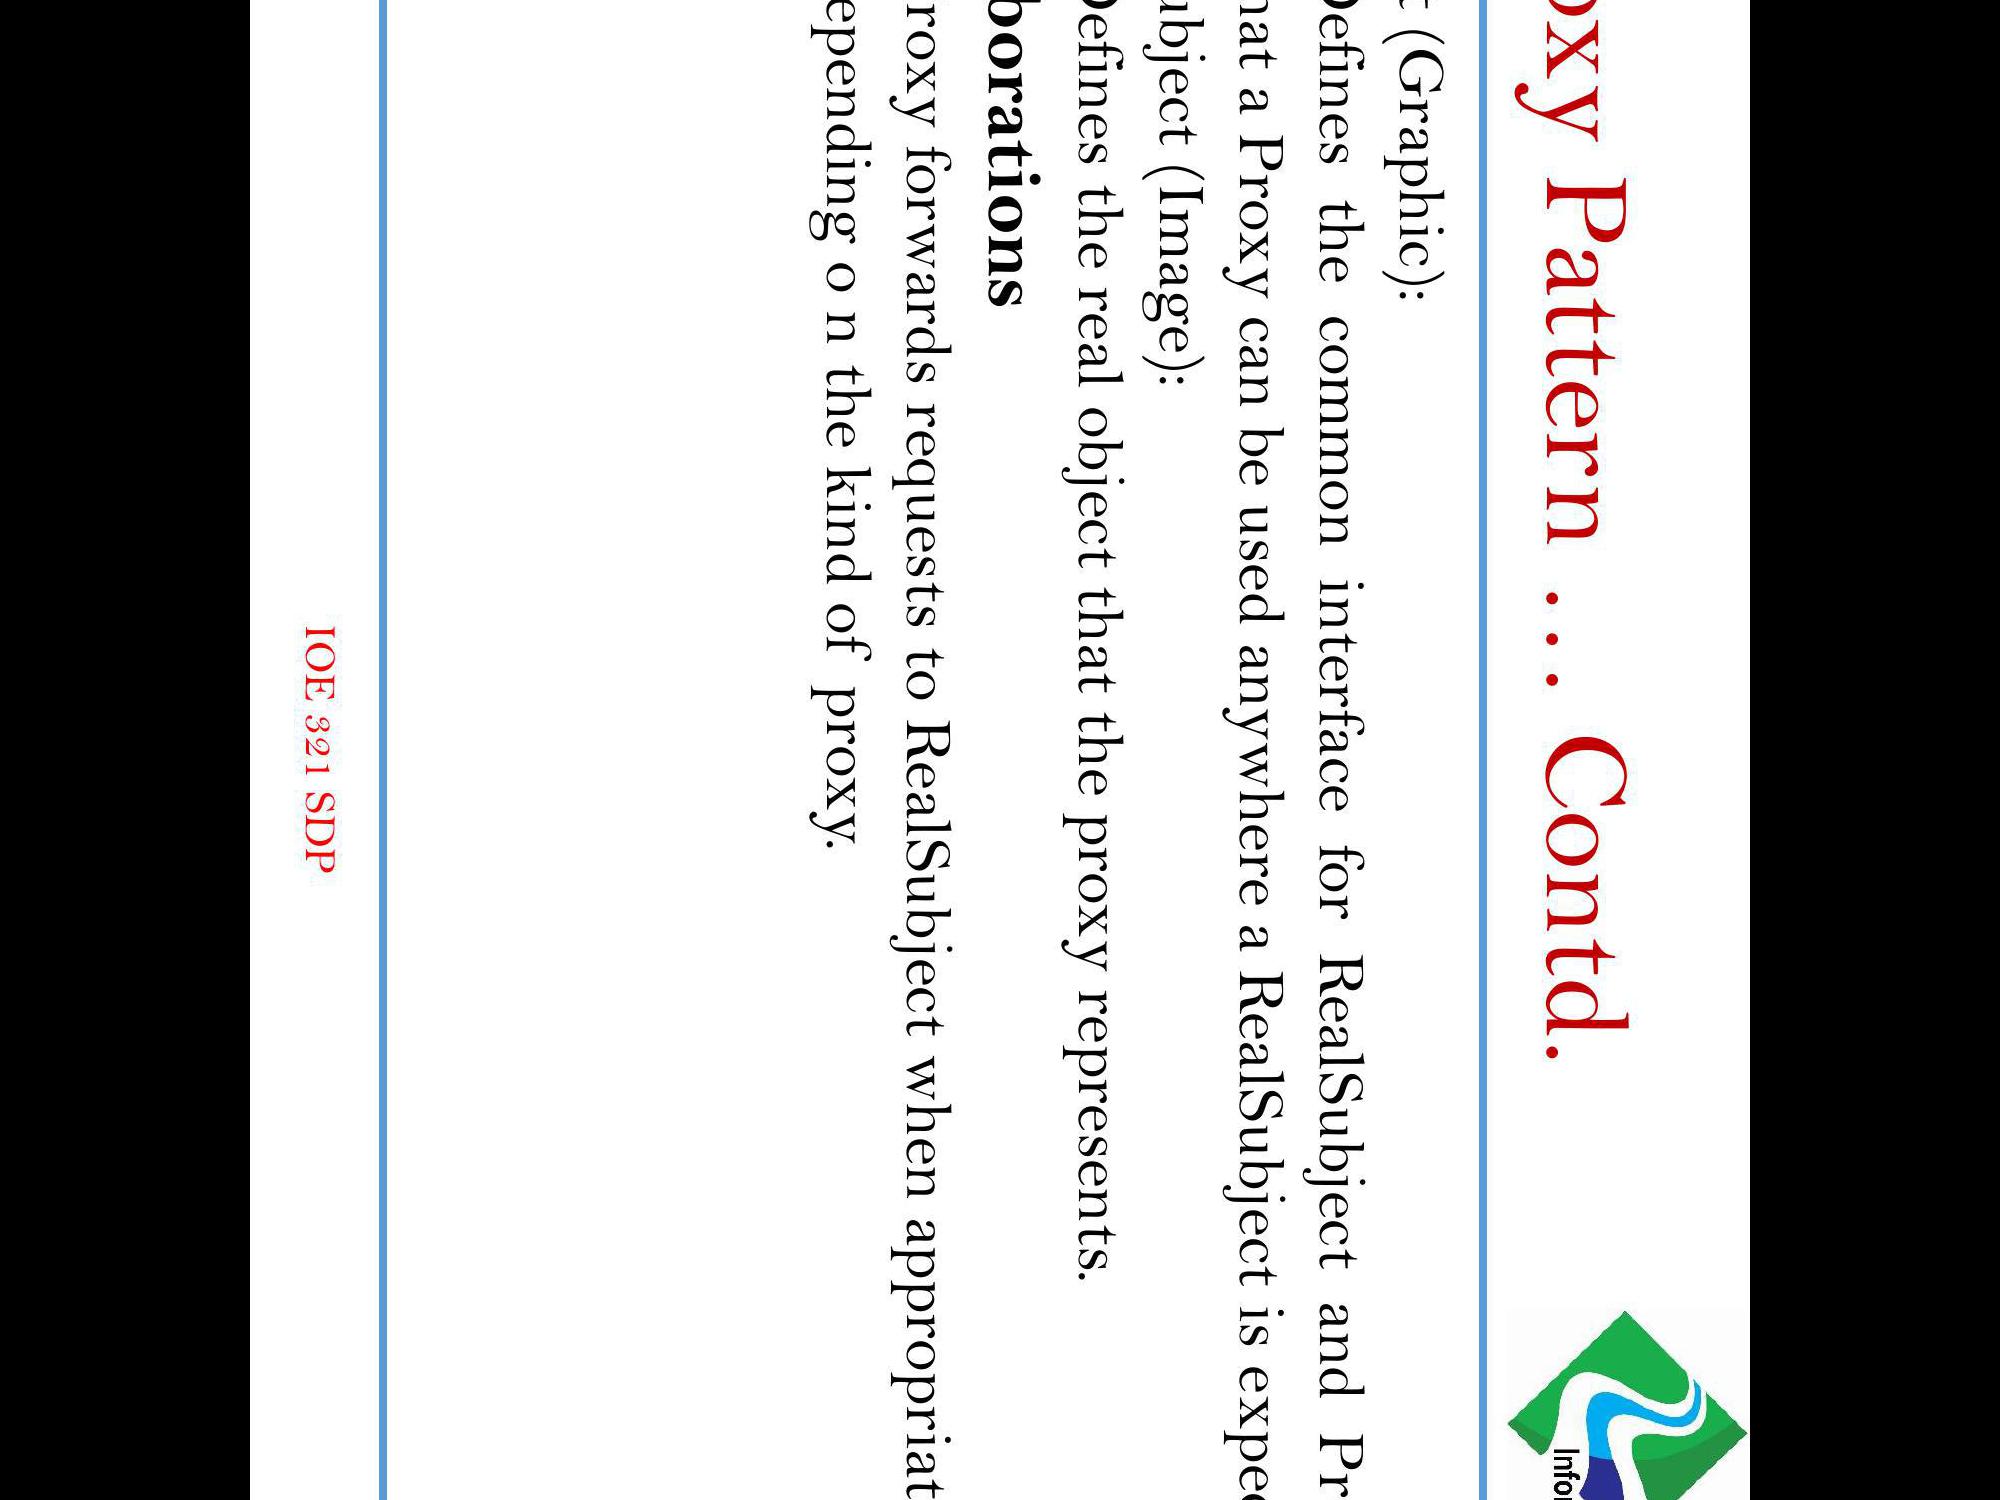 oxy Pattern ... Contd.
t (Graphic):
Defines the common interface for RealSubject and Pr
hat a Proxy can be used anywhere a RealSubject is expec
ubject (Image):
Defines the real object that the proxy represents.
borations
roxy forwards requests to RealSubject when appropriat
epending o n the kind of proxy.
IOE 321 SDP
Infor